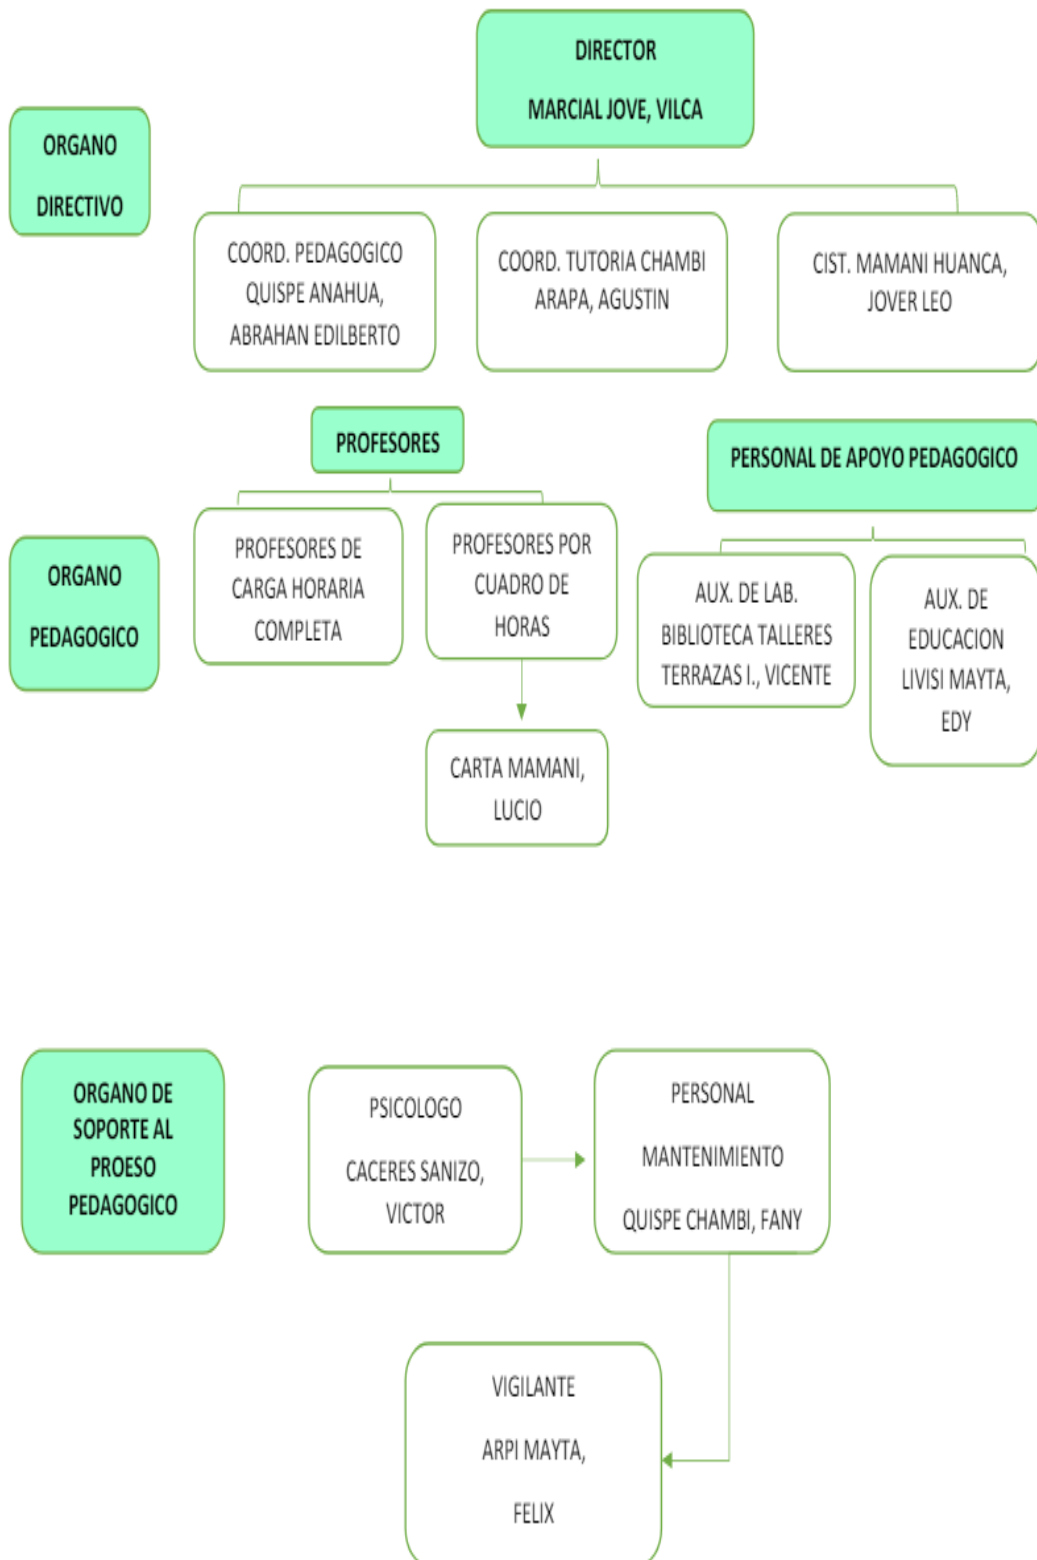 DIRECTOR
MARCIAL JOVE, VILCA
ORGANO
DIRECTIVO
COORD. PEDAGOGICO
QUISPE ANAHUA,
ABRAHAN EDILBERTO
COORD. TUTORIA CHAMBI
ARAPA, AGUSTIN
CIST. MAMANI HUANCA,
JOVER LEO
PROFESORES
PERSONAL DE APOYO PEDAGOGICO
ORGANO
PEDAGOGICO
PROFESORES DE
CARGA HORARIA
COMPLETA
PROFESORES POR
CUADRO DE
HORAS
AUX. DE LAB.
BIBLIOTECA TALLERES
TERRAZAS I., VICENTE
AUX. DE
EDUCACION
LIVISI MAYTA,
EDY
CARTA MAMANI,
LUCIO
ORGANO DE
SOPORTE AL
PROESO
PEDAGOGICO
PSICOLOGO
CACERES SANIZO,
VICTOR
PERSONAL
MANTENIMIENTO
QUISPE CHAMBI, FANY
VIGILANTE
ARPI MAYTA,
FELIX